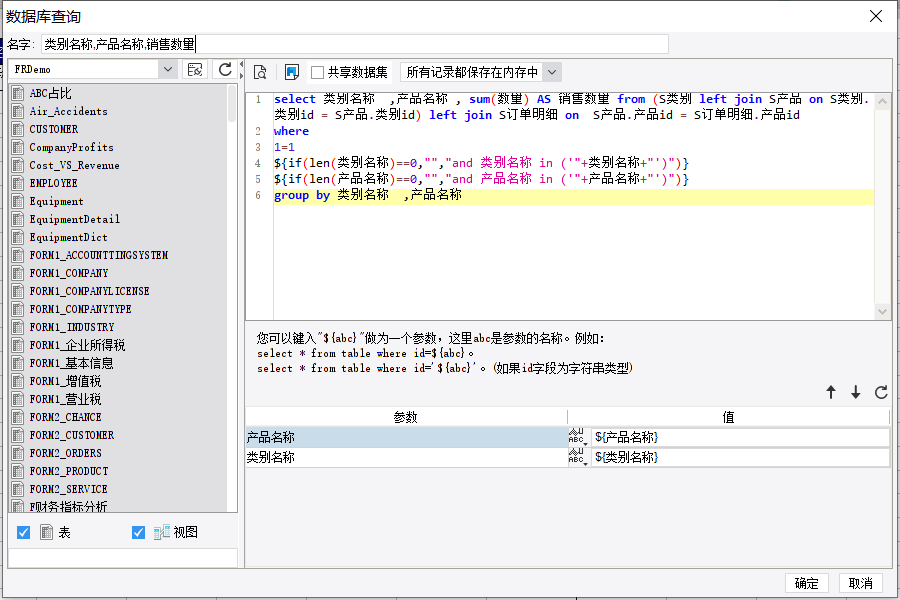 数据库查询
名字: 类别名称,产品名称,销售数量
FRDemo
共享数据集
所有记录都保存在内存中
ABC占比
Air_Accidents
CUSTOMER
CompanyProfits
Cost_VS_Revenue
EMPLOYEE
Equipment
EquipmentDetail
EquipmentDict
FORM1_ACCOUNTTINGSYSTEM
FORM1_COMPANY
FORM1_COMPANYLICENSE
FORM1_COMPANYTYPE
FORM1_INDUSTRY
FORM1_企业所得税
FORM1_基本信息
FORM1_增值税
FORM1_营业税
FORM2_CHANCE
FORM2_CUSTOMER
FORM2_ORDERS
FORM2_PRODUCT
FORM2_SERVICE
F财务指标分析
表
视图
1 select 类别名称 ,产品名称 , sum(数量) AS 销售数量 from (S类别 left join S产品 on S类别.
类别id = S产品.类别id) left join S订单明细 on S产品.产品id = S订单明细.产品id
2 where
3 1=1
4 ${if(len(类别名称)==0,"","and 类别名称 in ('"+类别名称+"')")}
5 ${if(len(产品名称)==0,"","and 产品名称 in ('"+产品名称+"')")}
6 group by 类别名称 ,产品名称
您可以键入"${abc}"做为一个参数，这里abc是参数的名称。例如：
select * from table where id=${abc}。
select * from table where id='${abc}'。(如果id字段为字符串类型)
参数 值
产品名称 ABC ${产品名称}
类别名称 ABC ${类别名称}
确定 取消